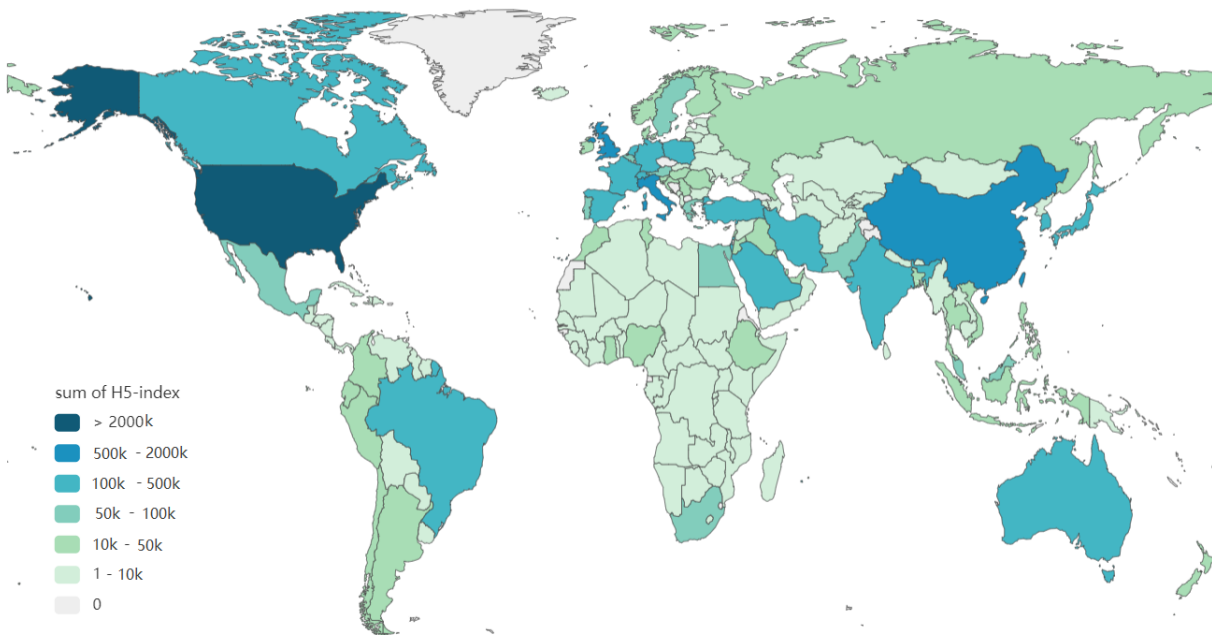 sum of H5-index
> 2000k
500k - 2000k
100k - 500k
50k - 100k
10k - 50k
1 - 10k
0